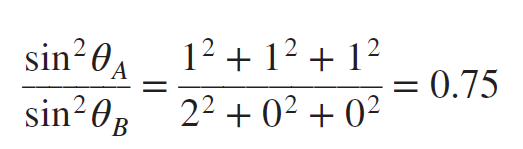 sin²θ_A / sin²θ_B = (1² + 1² + 1²) / (2² + 0² + 0²) = 0.75